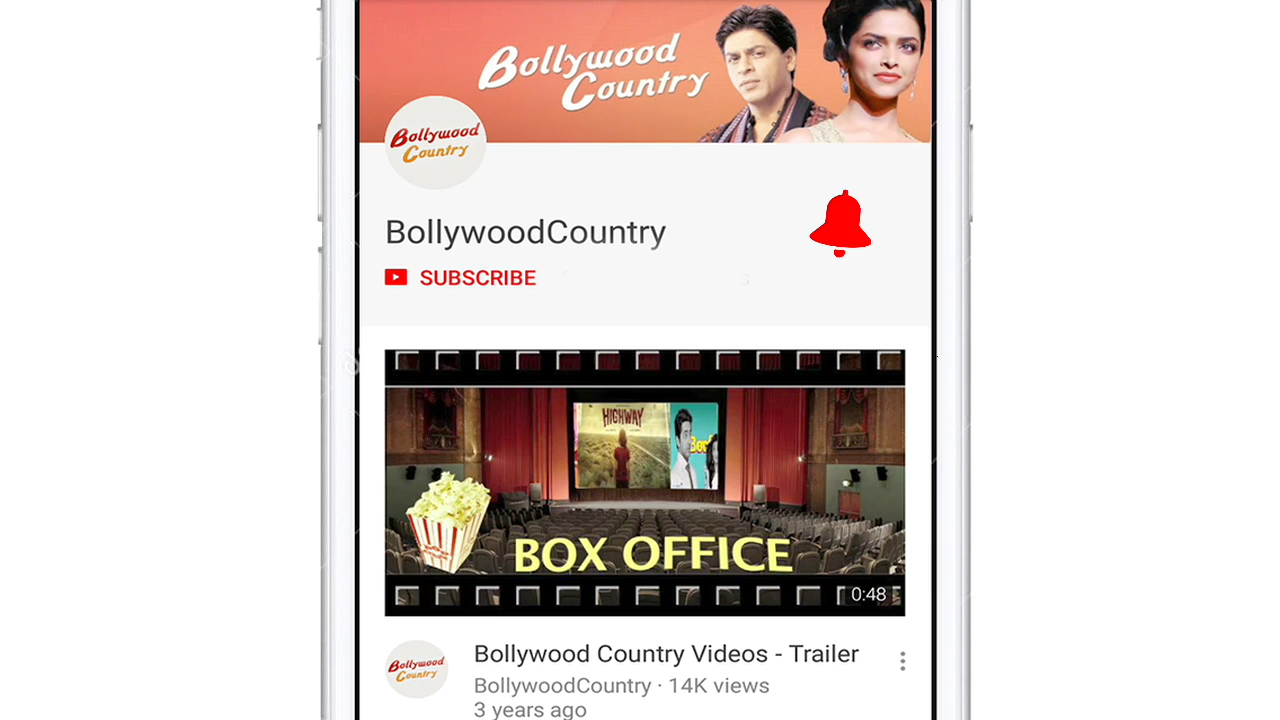 Bollywood
Country
Bollywood
Country
BollywoodCountry
SUBSCRIBE
HIGHWAY
BOX OFFICE
0:48
Bollywood Country Videos - Trailer
Bollywood
Country
BollywoodCountry · 14K views
3 years ago